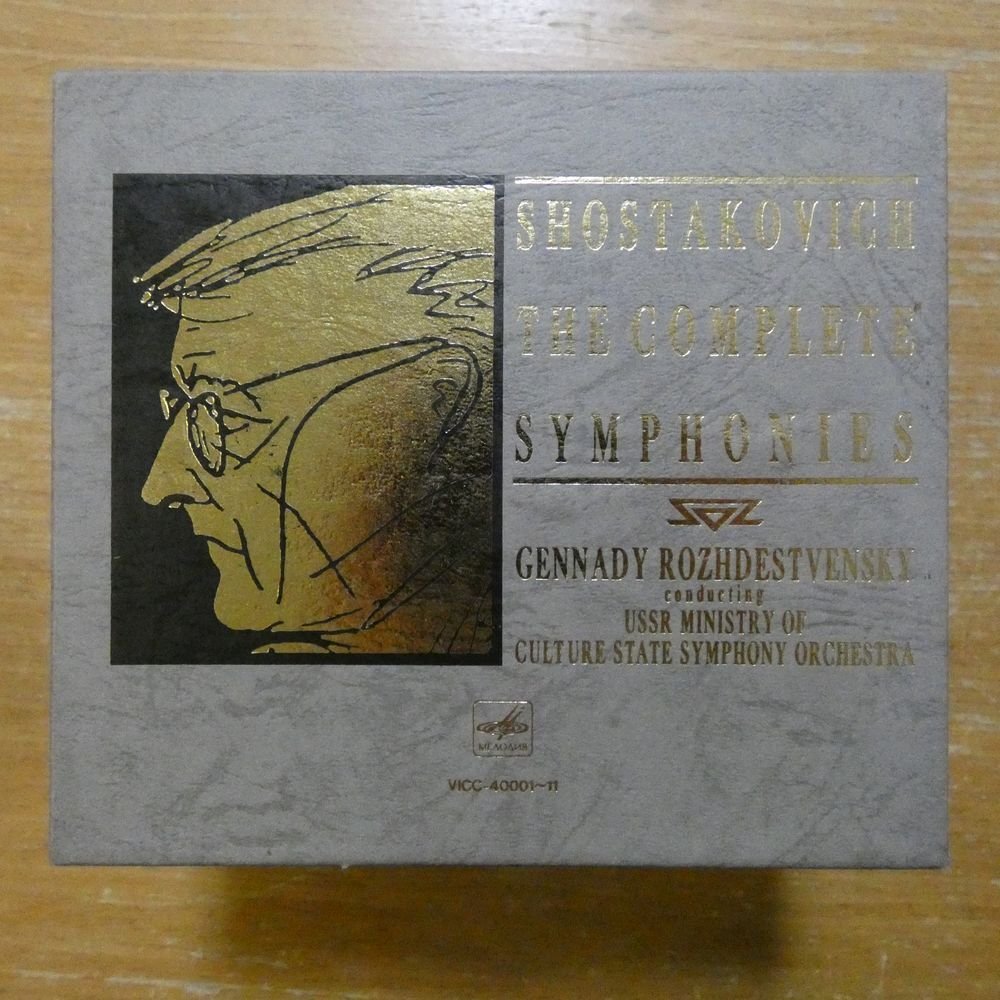 SHOSTAKOVICH
THE COMPLETE
SYMPHONIES
GENNADY ROZHDESTVENSKY
conducting
USSR MINISTRY OF
CULTURE STATE SYMPHONY ORCHESTRA
МЕЛОДИЯ
VICC-40001~11